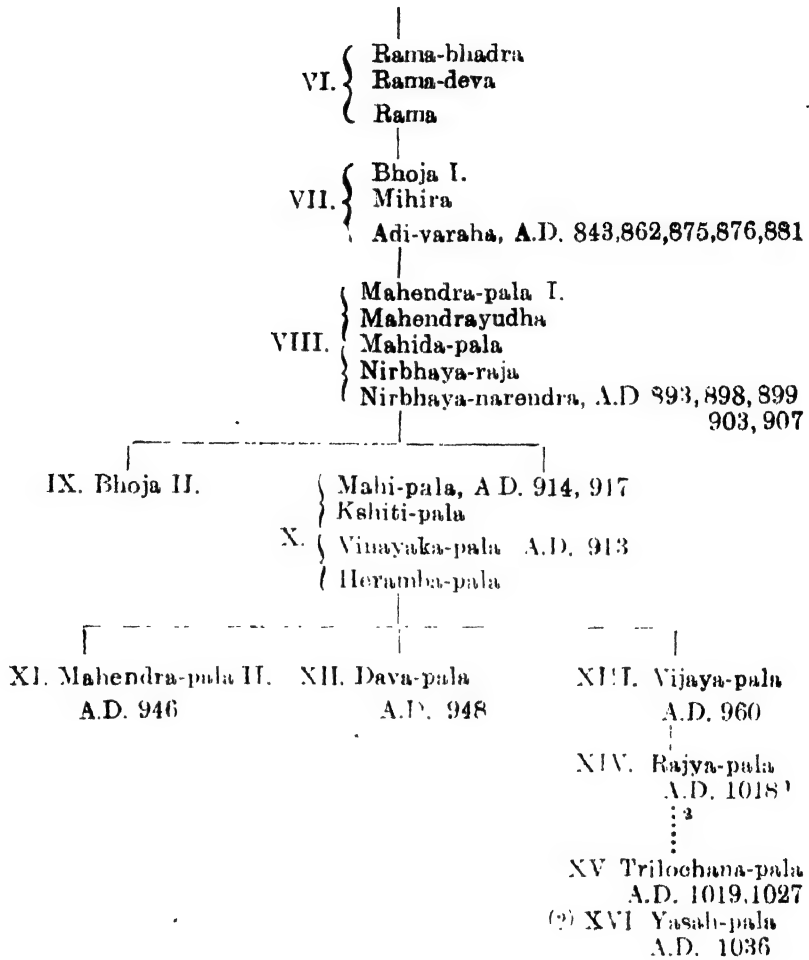 Rama-bhadra
VI. Rama-deva
Rama
Bhoja I.
VII. Mihira
Adi-varaha, A.D. 843,862,875,876,881
Mahendra-pala I.
Mahendrayudha
VIII. Mahida-pala
Nirbhaya-raja
Nirbhaya-narendra, A.D 893, 898, 899
903, 907
IX. Bhoja II. Mahi-pala, A D. 914, 917
Kshiti-pala
X. Vinayaka-pala A.D. 913
Heramba-pala
XI. Mahendra-pala II. XII. Dava-pala XIII. Vijaya-pala
A.D. 946 A.D. 948 A.D. 960
XIV. Rajya-pala
A.D. 1018¹
2
XV Trilochana-pala
A.D. 1019,1027
(?) XVI Yasah-pala
A.D. 1036